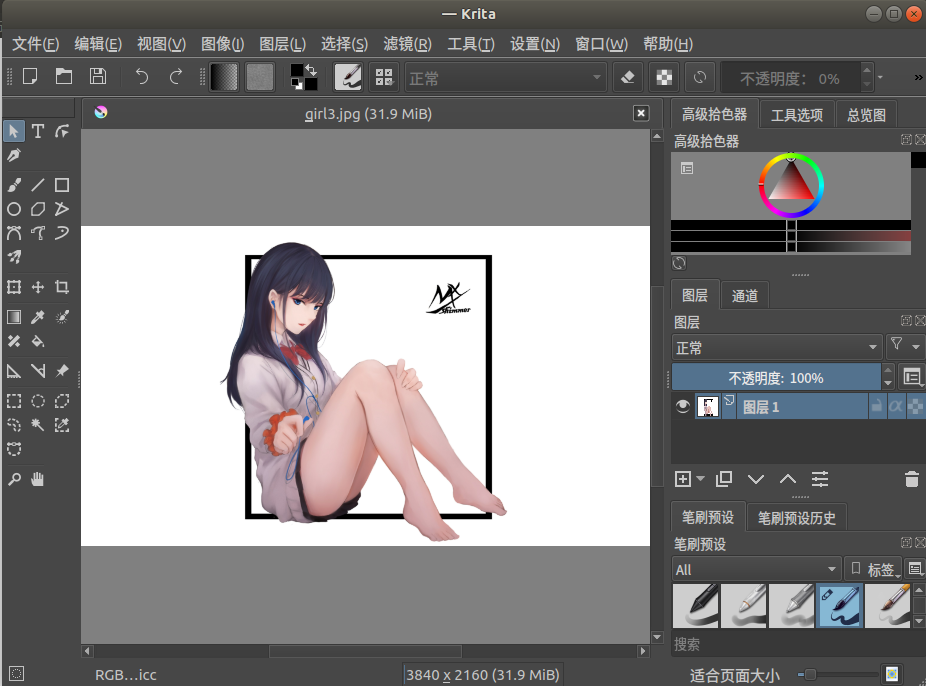 — Krita
文件(F) 编辑(E) 视图(V) 图像(I) 图层(L) 选择(S) 滤镜(R) 工具(T) 设置(N) 窗口(W) 帮助(H)
正常 不透明度: 0% »
girl3.jpg (31.9 MiB)
高级拾色器 工具选项 总览图
高级拾色器
Shimmer
图层 通道
图层
正常
不透明度: 100%
图层 1
笔刷预设 笔刷预设历史
笔刷预设
All 标签
搜索
RGB...icc 3840 x 2160 (31.9 MiB) 适合页面大小